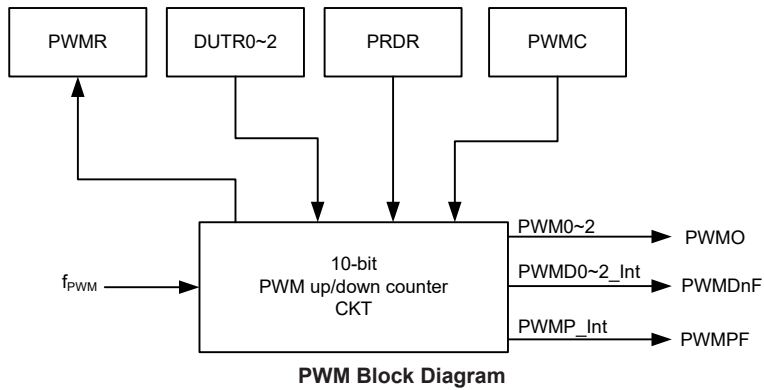 PWMR
DUTR0~2
PRDR
PWMC
10-bit
PWM up/down counter
CKT
fPWM
PWM0~2
PWMO
PWMD0~2_Int
PWMDnF
PWMP_Int
PWMPF
PWM Block Diagram